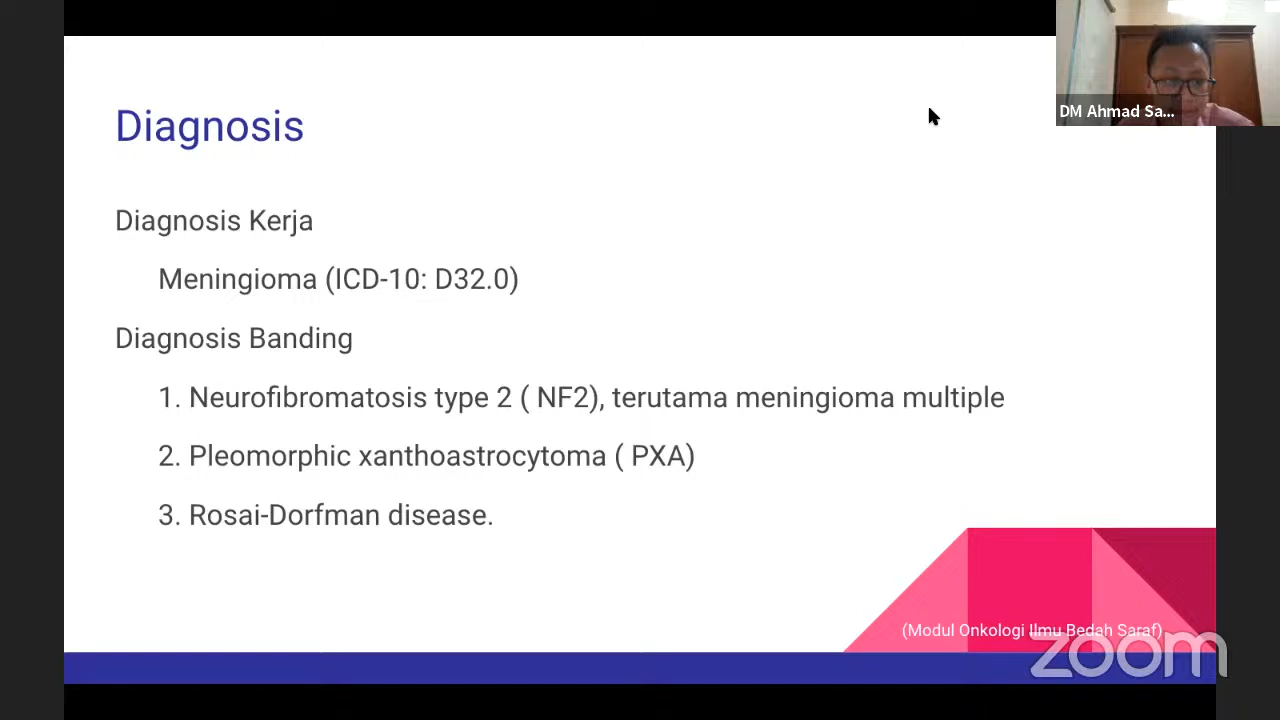 DM Ahmad Sa...
Diagnosis
Diagnosis Kerja
Meningioma (ICD-10: D32.0)
Diagnosis Banding
1. Neurofibromatosis type 2 ( NF2), terutama meningioma multiple
2. Pleomorphic xanthoastrocytoma ( PXA)
3. Rosai-Dorfman disease.
(Modul Onkologi Ilmu Bedah Saraf)
zoom